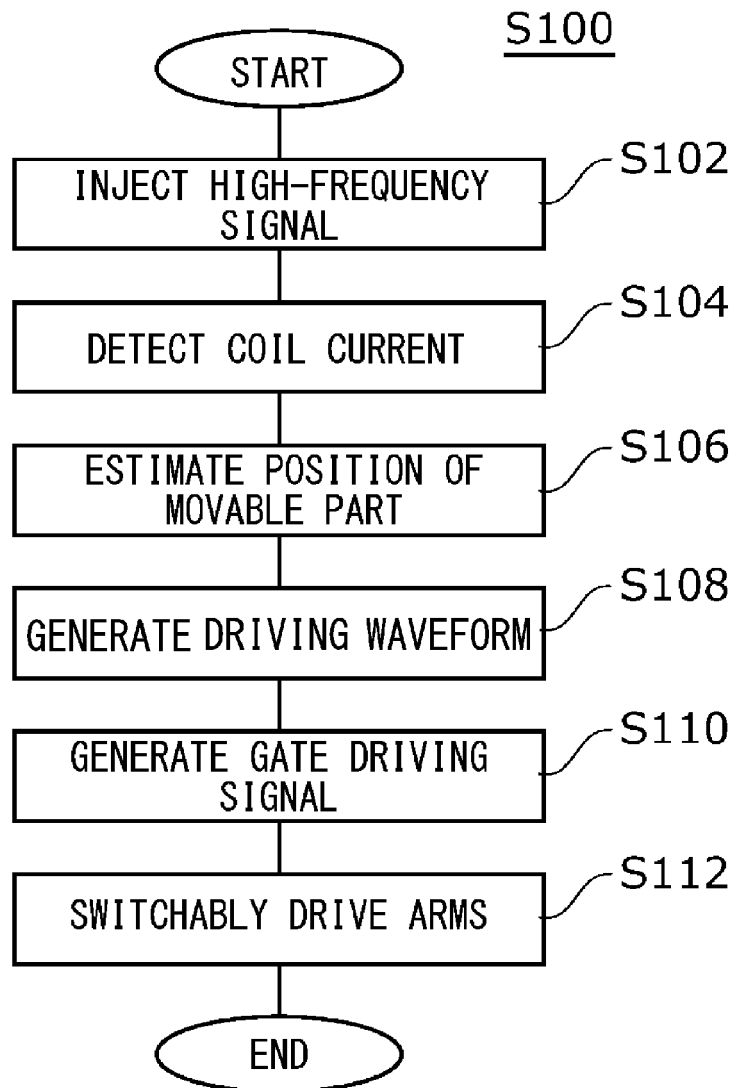 S100
START
INJECT HIGH-FREQUENCY
SIGNAL
S102
DETECT COIL CURRENT
S104
ESTIMATE POSITION OF
MOVABLE PART
S106
GENERATE DRIVING WAVEFORM
S108
GENERATE GATE DRIVING
SIGNAL
S110
SWITCHABLY DRIVE ARMS
S112
END